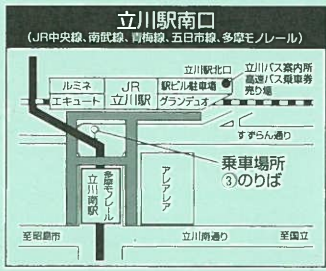 立川駅南口
(JR中央線、南武線、青梅線、五日市線、多摩モノレール)
立川駅北口
立川バス案内所
高速バス乗車券
売り場
ルミネ
JR
立川駅
駅ビル駐車場
エキュート
グランデュオ
すずらん通り
乗車場所
③のりば
多摩モノレール
立川南駅
アレアレア
至昭島市
立川南通り
至国立